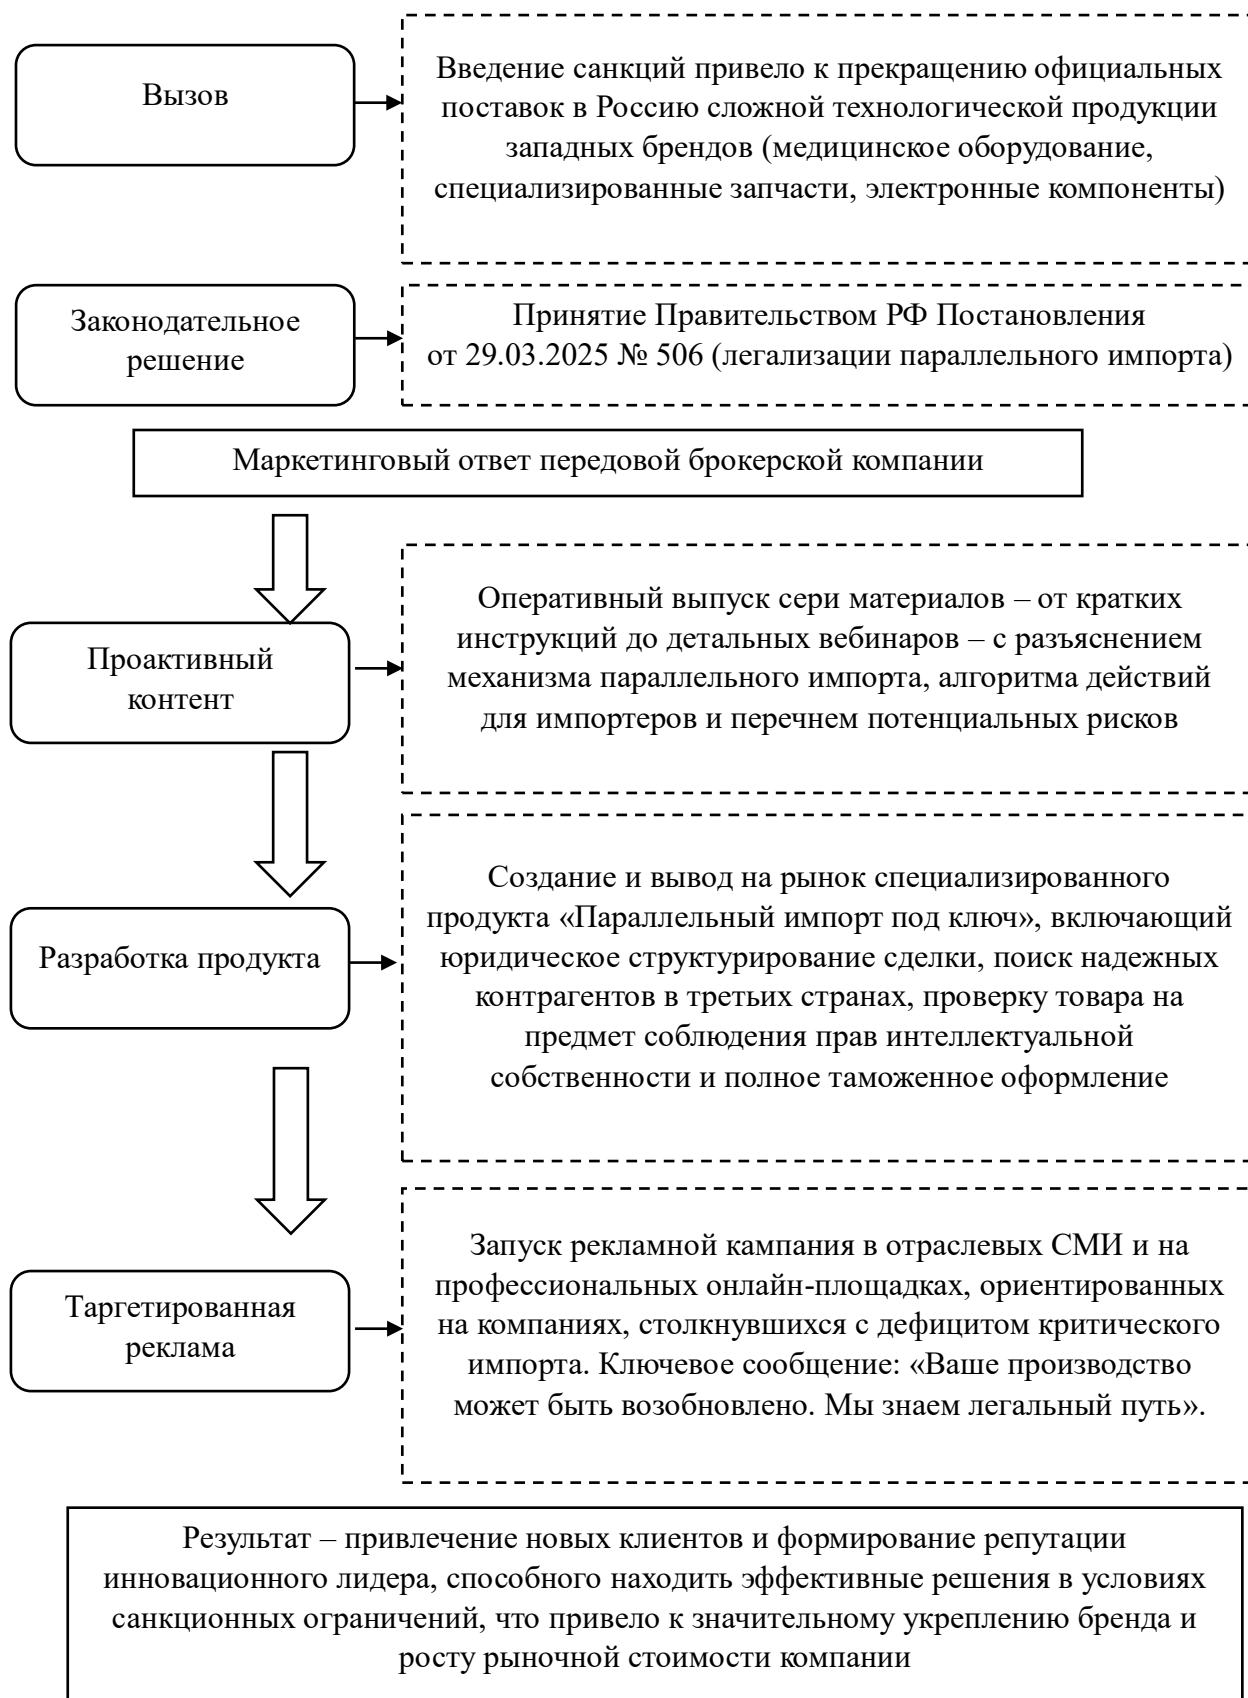 Вызов
Введение санкций привело к прекращению официальных
поставок в Россию сложной технологической продукции
западных брендов (медицинское оборудование,
специализированные запчасти, электронные компоненты)
Законодательное
решение
Принятие Правительством РФ Постановления
от 29.03.2025 № 506 (легализации параллельного импорта)
Маркетинговый ответ передовой брокерской компании
Проактивный
контент
Оперативный выпуск сери материалов – от кратких
инструкций до детальных вебинаров – с разъяснением
механизма параллельного импорта, алгоритма действий
для импортеров и перечнем потенциальных рисков
Разработка продукта
Создание и вывод на рынок специализированного
продукта «Параллельный импорт под ключ», включающий
юридическое структурирование сделки, поиск надежных
контрагентов в третьих странах, проверку товара на
предмет соблюдения прав интеллектуальной
собственности и полное таможенное оформление
Таргетированная
реклама
Запуск рекламной кампания в отраслевых СМИ и на
профессиональных онлайн-площадках, ориентированных
на компаниях, столкнувшихся с дефицитом критического
импорта. Ключевое сообщение: «Ваше производство
может быть возобновлено. Мы знаем легальный путь».
Результат – привлечение новых клиентов и формирование репутации
инновационного лидера, способного находить эффективные решения в условиях
санкционных ограничений, что привело к значительному укреплению бренда и
росту рыночной стоимости компании